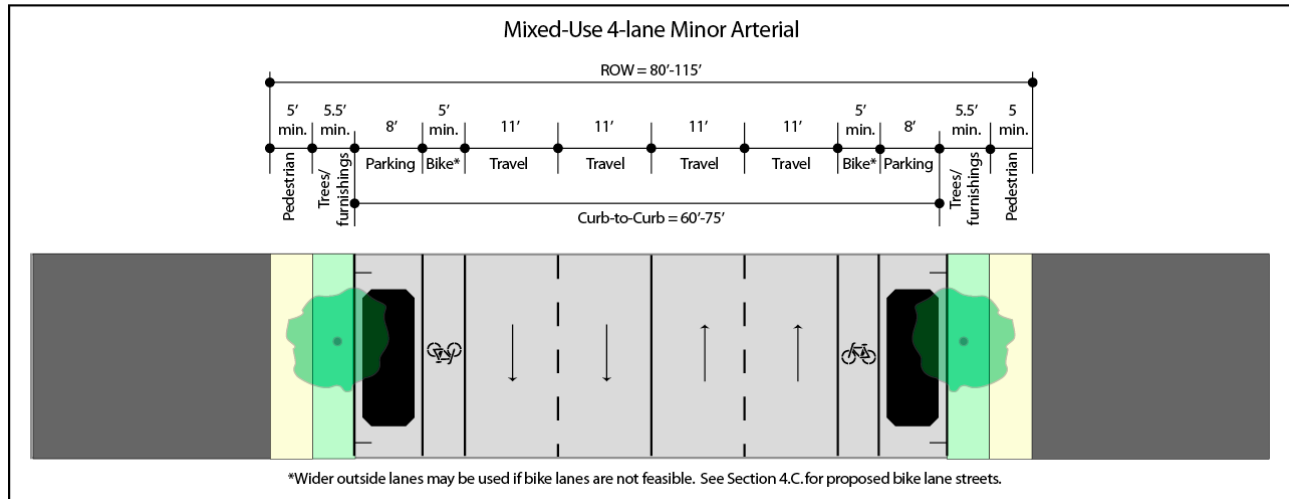 Mixed-Use 4-lane Minor Arterial
ROW = 80’-115’
5’ 5.5’ 8’ 5’ 11’ 11’ 11’ 11’ 5’ 8’ 5.5’ 5
min. min. min. min. min. min.
Pedestrian Trees/ Parking Bike* Travel Travel Travel Travel Bike* Parking Trees/ Pedestrian
furnishings furnishings
Curb-to-Curb = 60’-75’
*Wider outside lanes may be used if bike lanes are not feasible. See Section 4.C. for proposed bike lane streets.